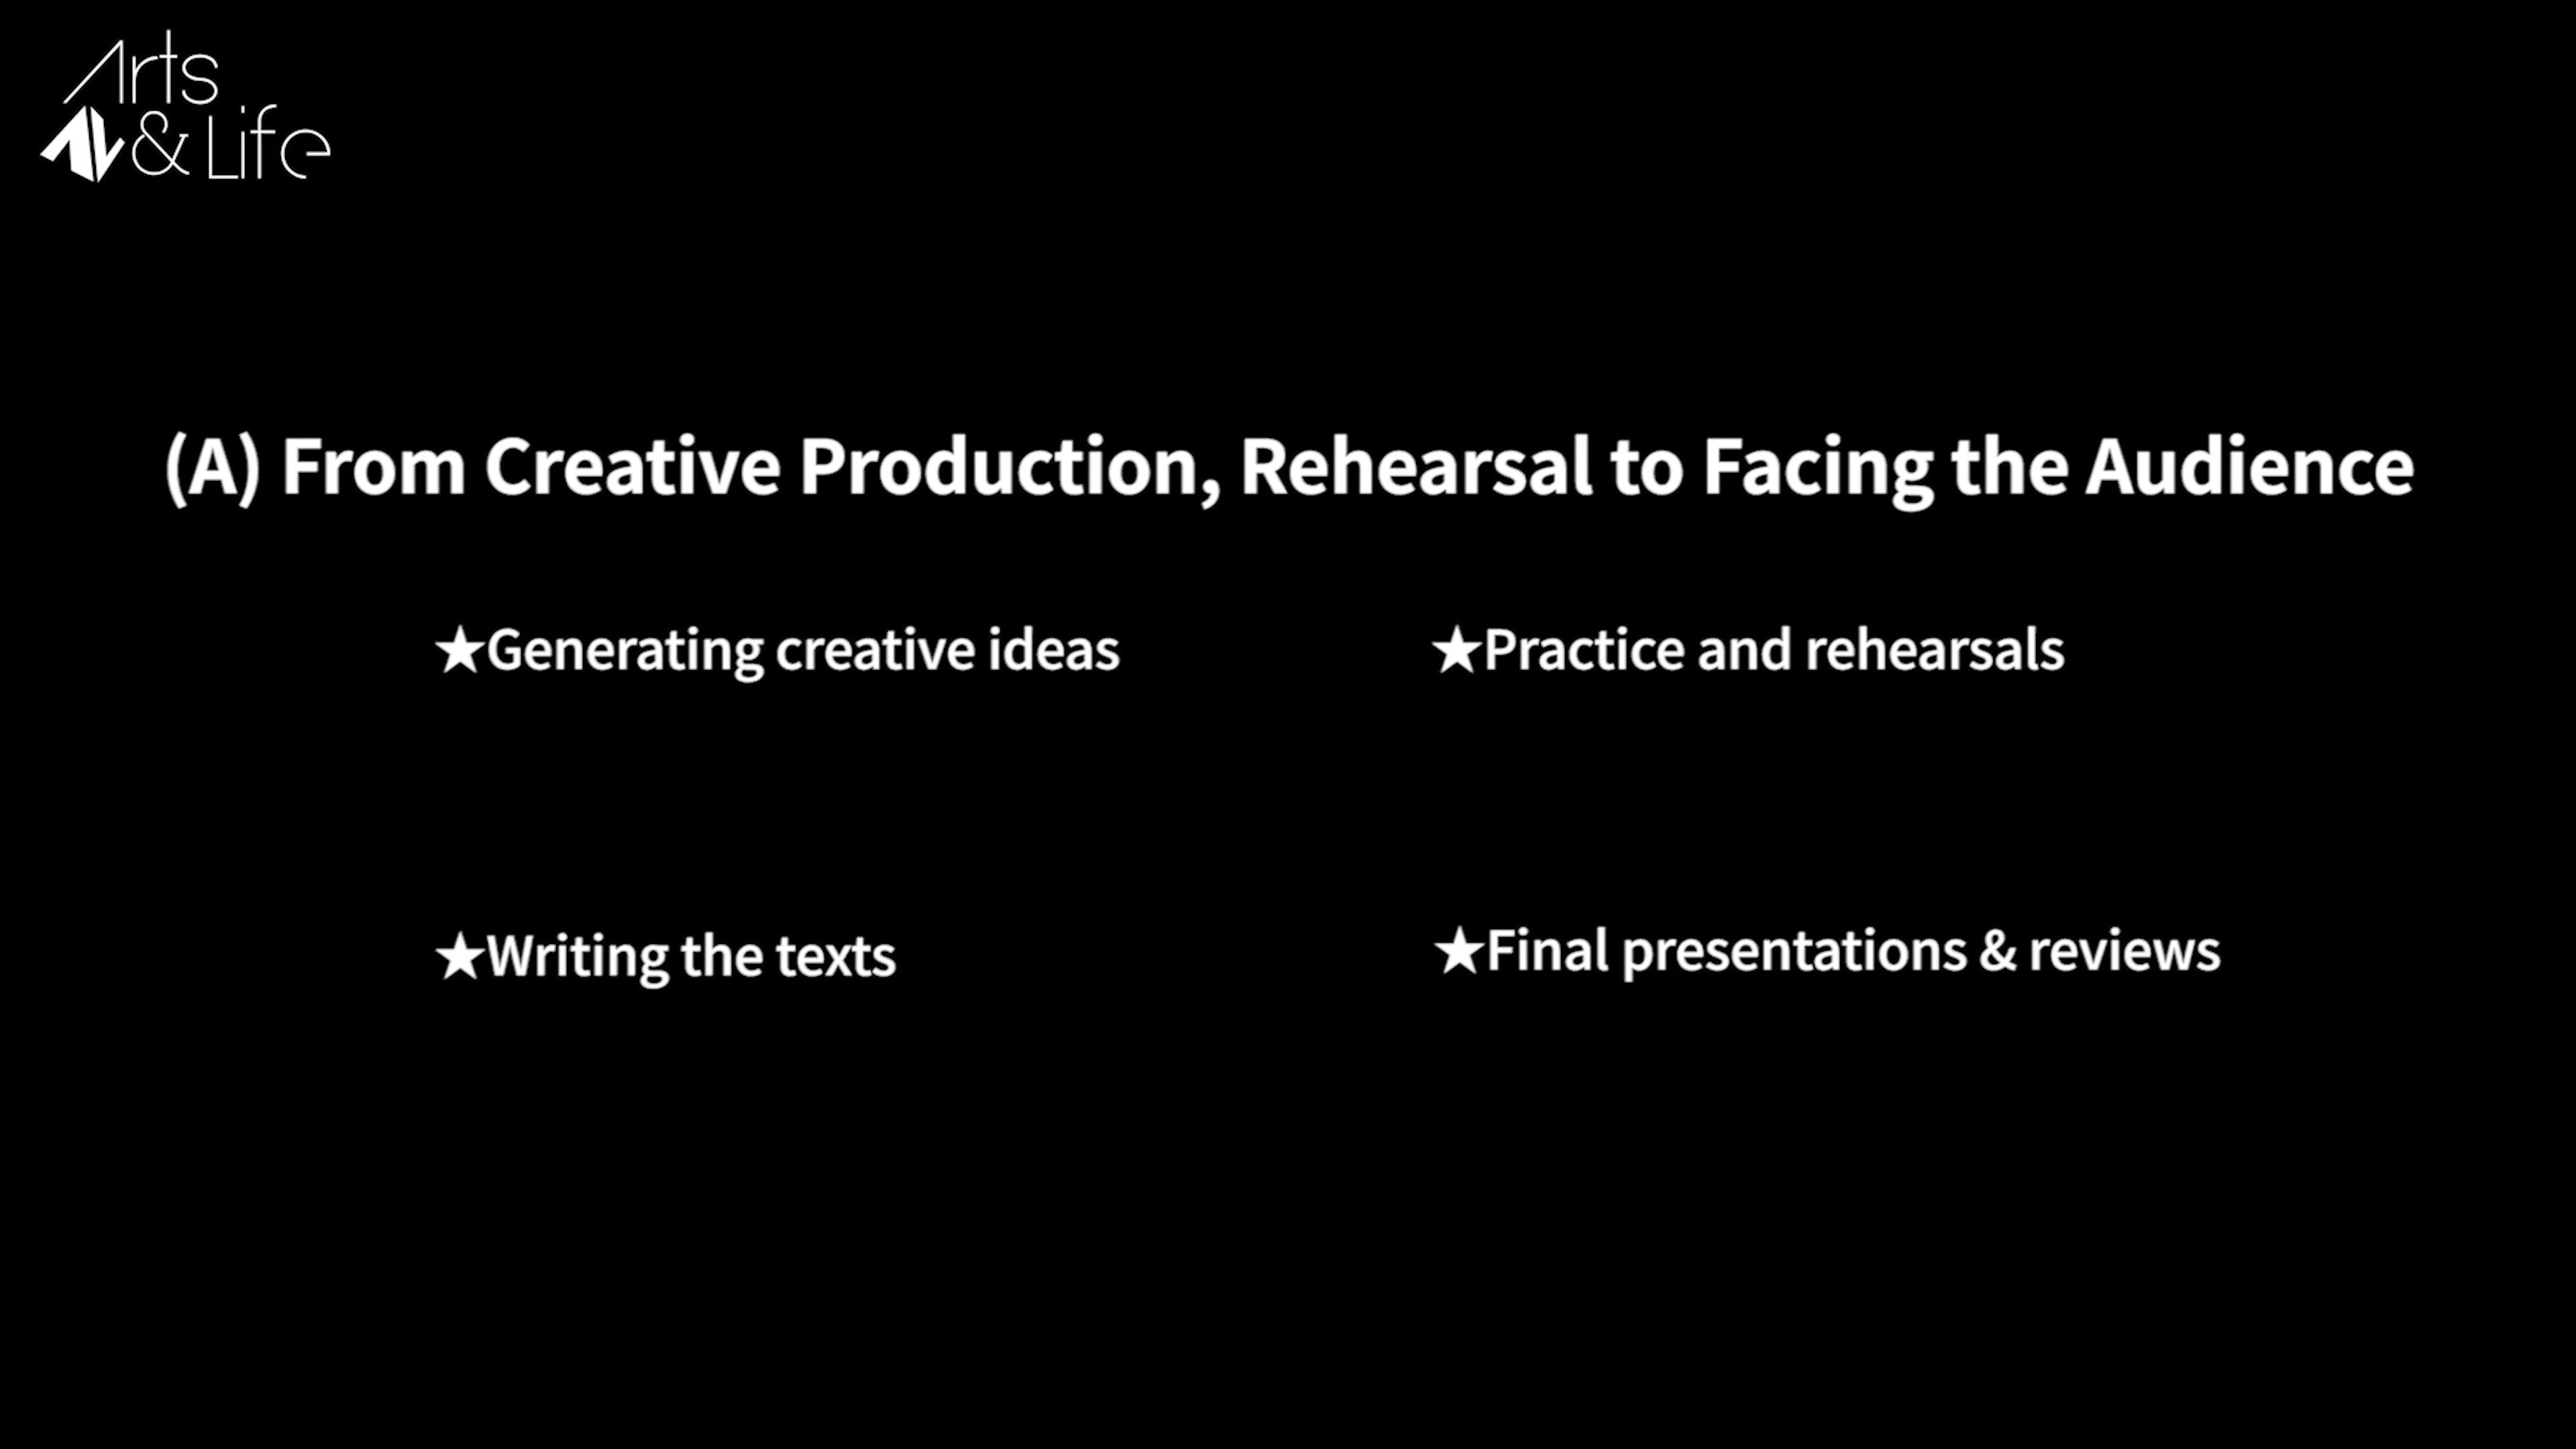 Arts
& Life
(A) From Creative Production, Rehearsal to Facing the Audience
★Generating creative ideas
★Practice and rehearsals
★Writing the texts
★Final presentations & reviews